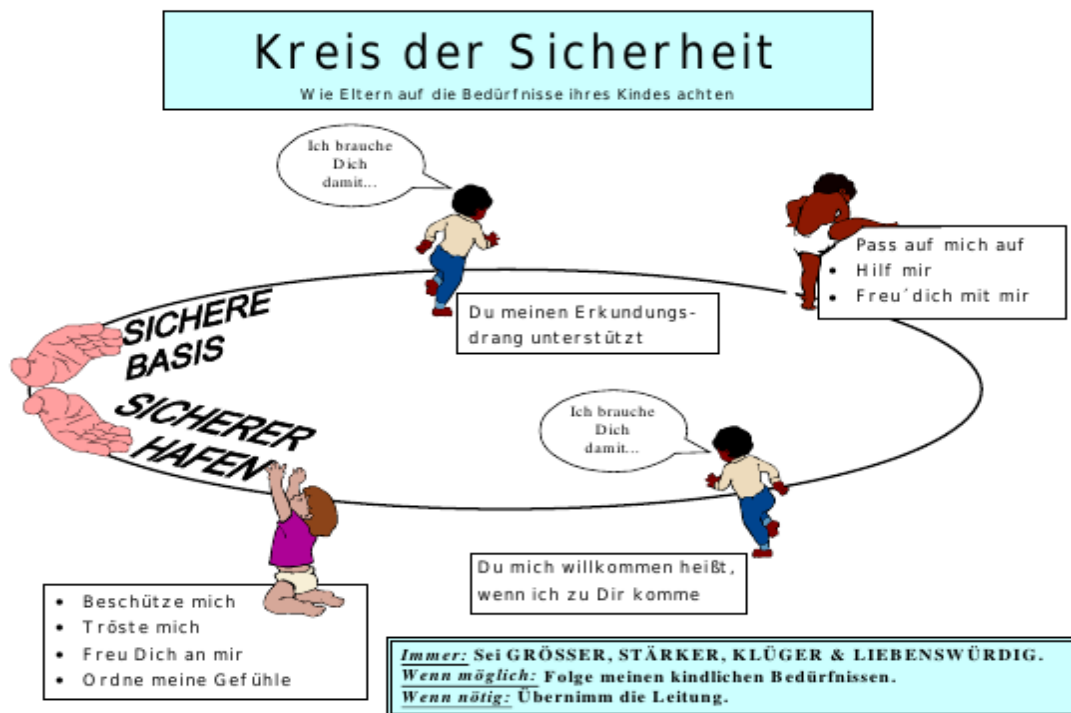 Kreis der Sicherheit
Wie Eltern auf die Bedürfnisse ihres Kindes achten
Ich brauche
Dich
damit...
Du meinen Erkundungs-
drang unterstützt
Pass auf mich auf
• Hilf mir
• Freu´dich mit mir
SICHERE
BASIS
SICHERER
HAFEN
Ich brauche
Dich
damit...
Du mich willkommen heißt,
wenn ich zu Dir komme
• Beschütze mich
• Tröste mich
• Freu Dich an mir
• Ordne meine Gefühle
Immer: Sei GRÖSSER, STÄRKER, KLÜGER & LIEBENSWÜRDIG.
Wenn möglich: Folge meinen kindlichen Bedürfnissen.
Wenn nötig: Übernimm die Leitung.